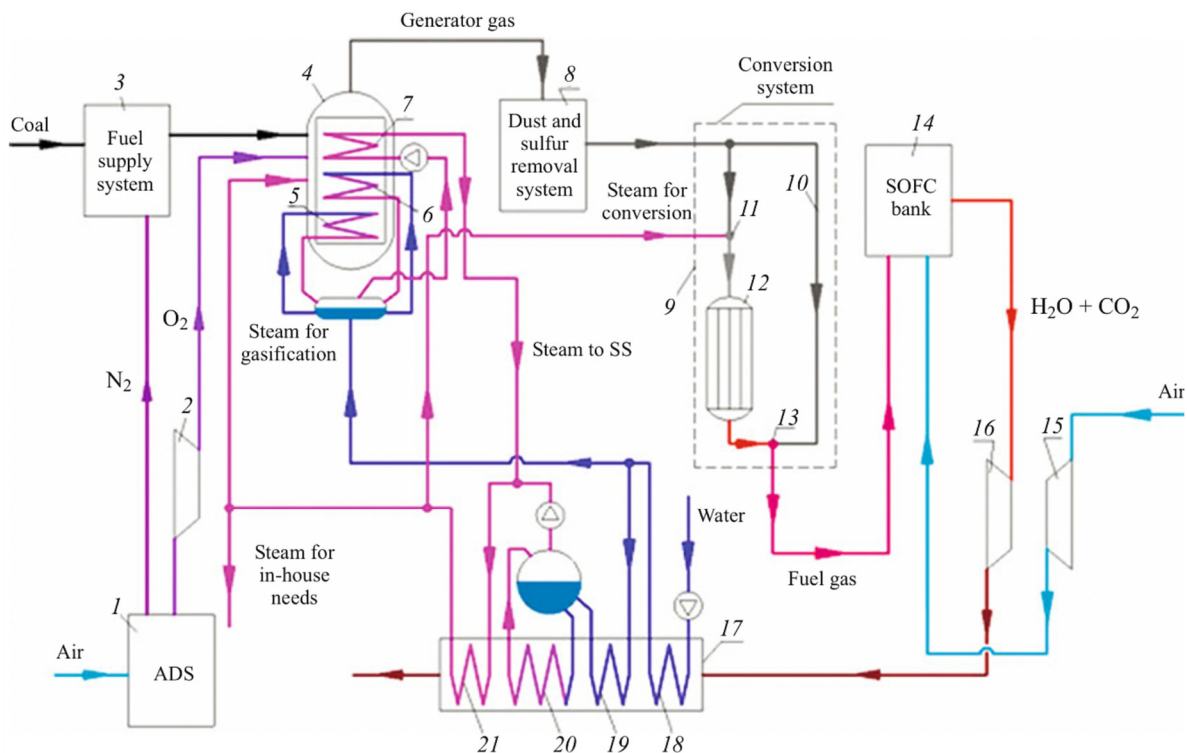 Generator gas
3
4
Conversion
system
8
7
Coal
Fuel
supply
system
Dust and
sulfur
removal
system
14
SOFC
bank
10
5
6
Steam for
conversion
11
9
12
H₂O + CO₂
O₂
Steam for
gasification
Steam to SS
N₂
Air
2
13
16
15
Water
Steam for
in-house
needs
Fuel gas
1
17
Air
ADS
21
20
19
18